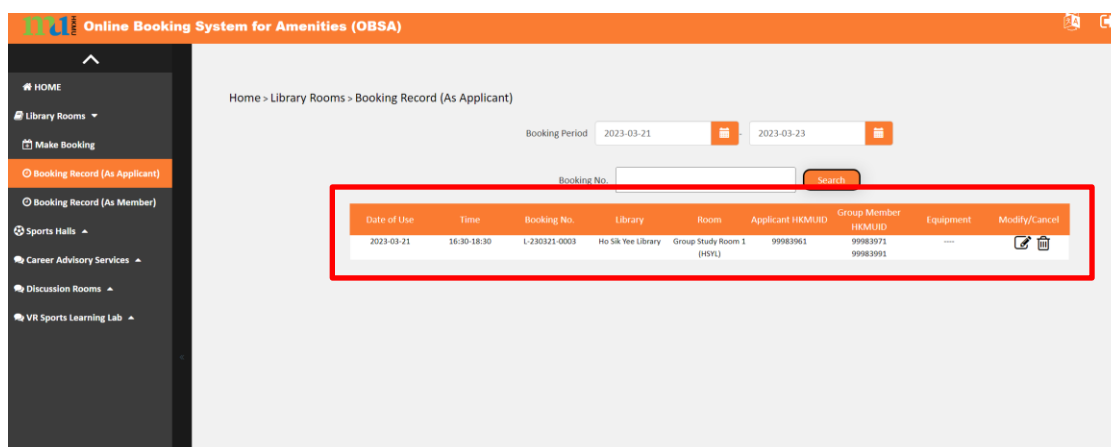 mu HKMU Online Booking System for Amenities (OBSA)
HOME
Library Rooms
Make Booking
Booking Record (As Applicant)
Booking Record (As Member)
Sports Halls
Career Advisory Services
Discussion Rooms
VR Sports Learning Lab
<
Home > Library Rooms > Booking Record (As Applicant)
Booking Period 2023-03-21 - 2023-03-23
Booking No. Search
Date of Use Time Booking No. Library Room Applicant HKMUID Group Member HKMUID Equipment Modify/Cancel
2023-03-21 16:30-18:30 L-230321-0003 Ho Sik Yee Library Group Study Room 1 99983961 99983971 ----
(HSYL) 99983991